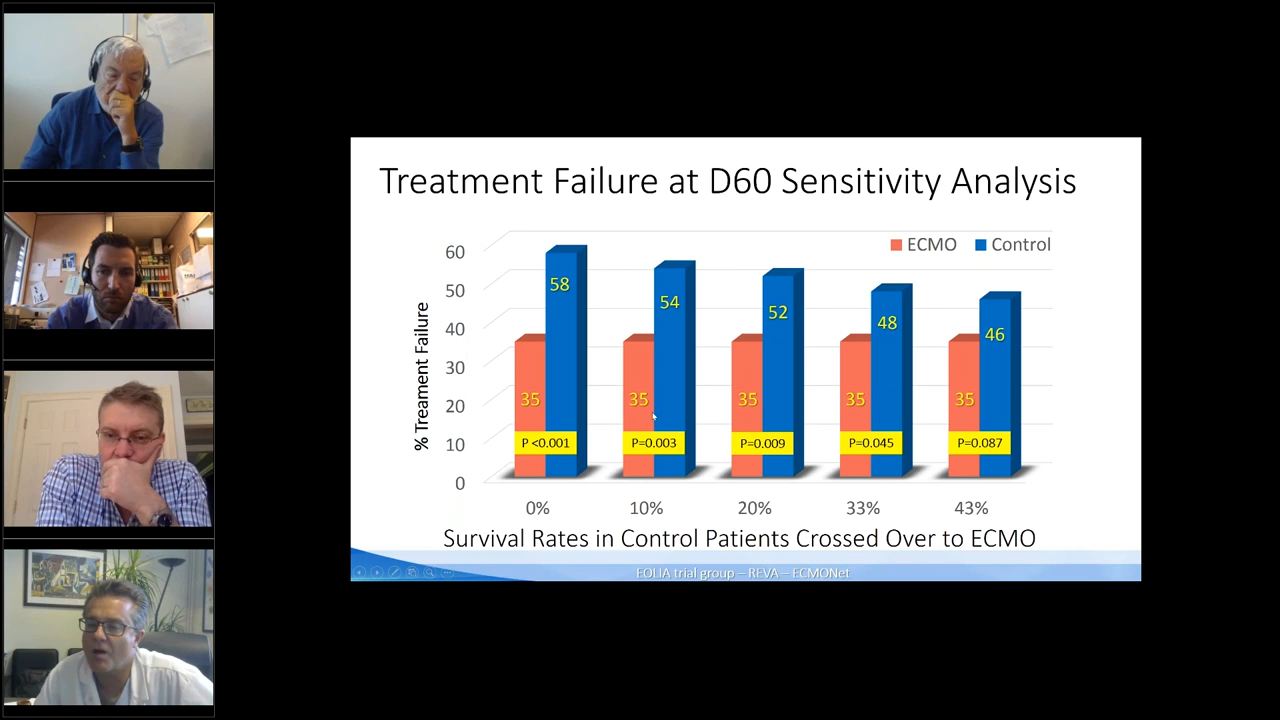 Treatment Failure at D60 Sensitivity Analysis
ECMO Control
% Treament Failure
60
50
40
30
20
10
0
58
54
52
48
46
35
35
35
35
35
P <0.001
P=0.003
P=0.009
P=0.045
P=0.087
0%
10%
20%
33%
43%
Survival Rates in Control Patients Crossed Over to ECMO
EOLIA trial group – REVA – ECMONet